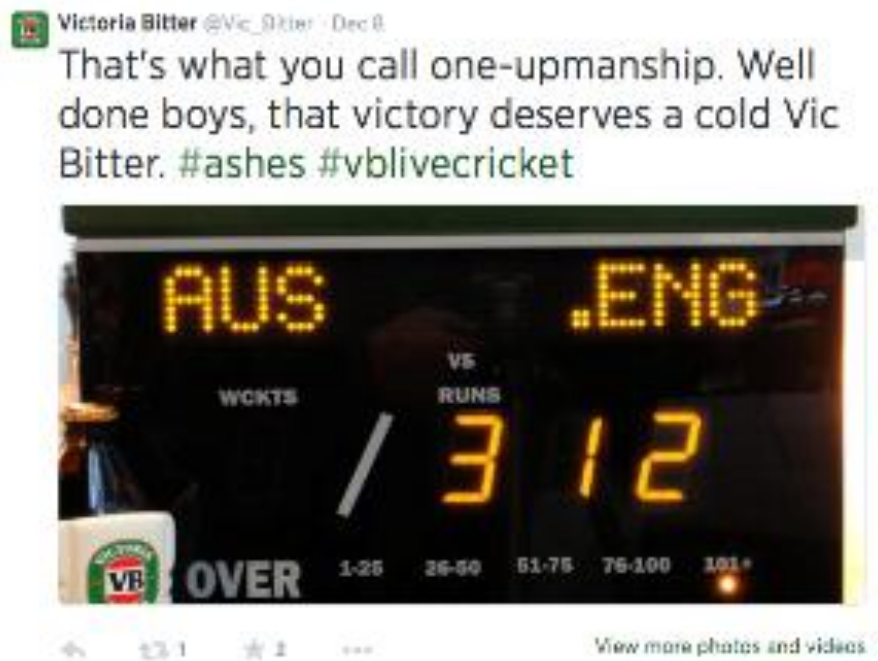 Victoria Bitter @Vic_Bitter · Dec 8
That's what you call one-upmanship. Well
done boys, that victory deserves a cold Vic
Bitter. #ashes #vblivecricket
AUS .ENG
VS
WCKTS RUNS
/ 312
VICTORIA
VB
OVER 1-25 26-50 51-75 76-100 101+
1 2 View more photos and videos